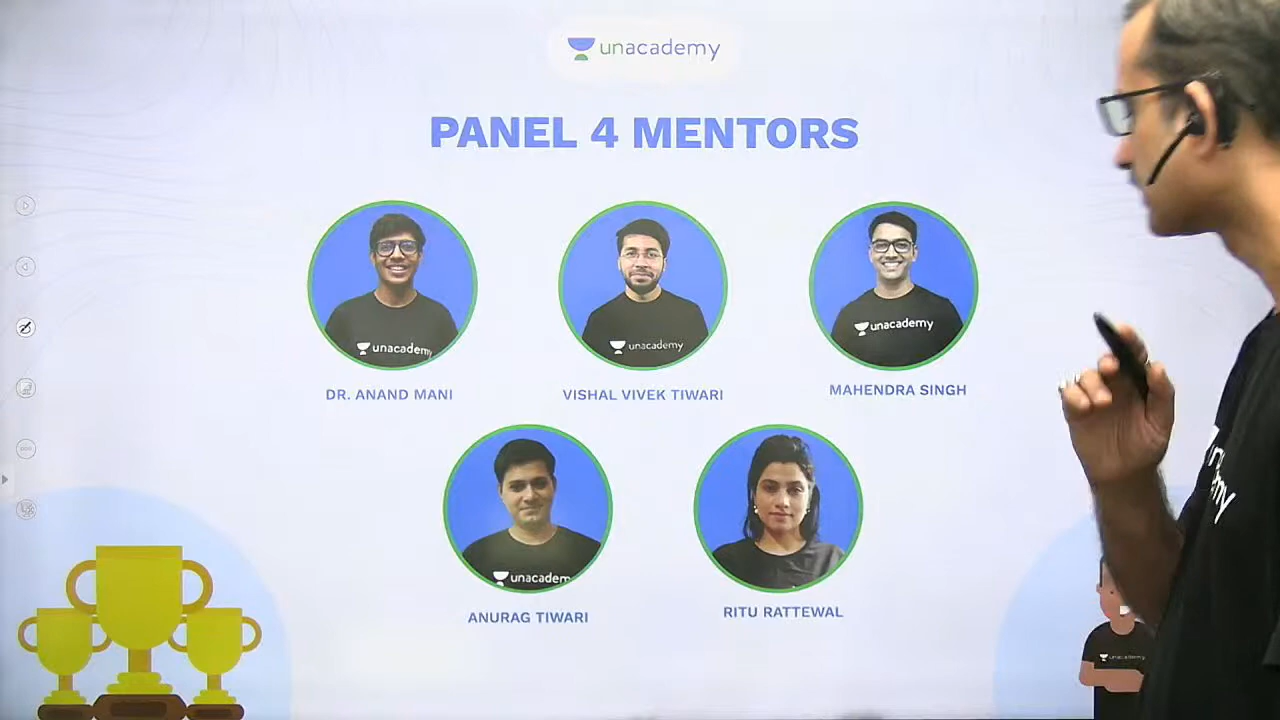 unacademy
PANEL 4 MENTORS
unacademy
unacademy
unacademy
DR. ANAND MANI
VISHAL VIVEK TIWARI
MAHENDRA SINGH
unacadem
ANURAG TIWARI
RITU RATTEWAL
unacademy